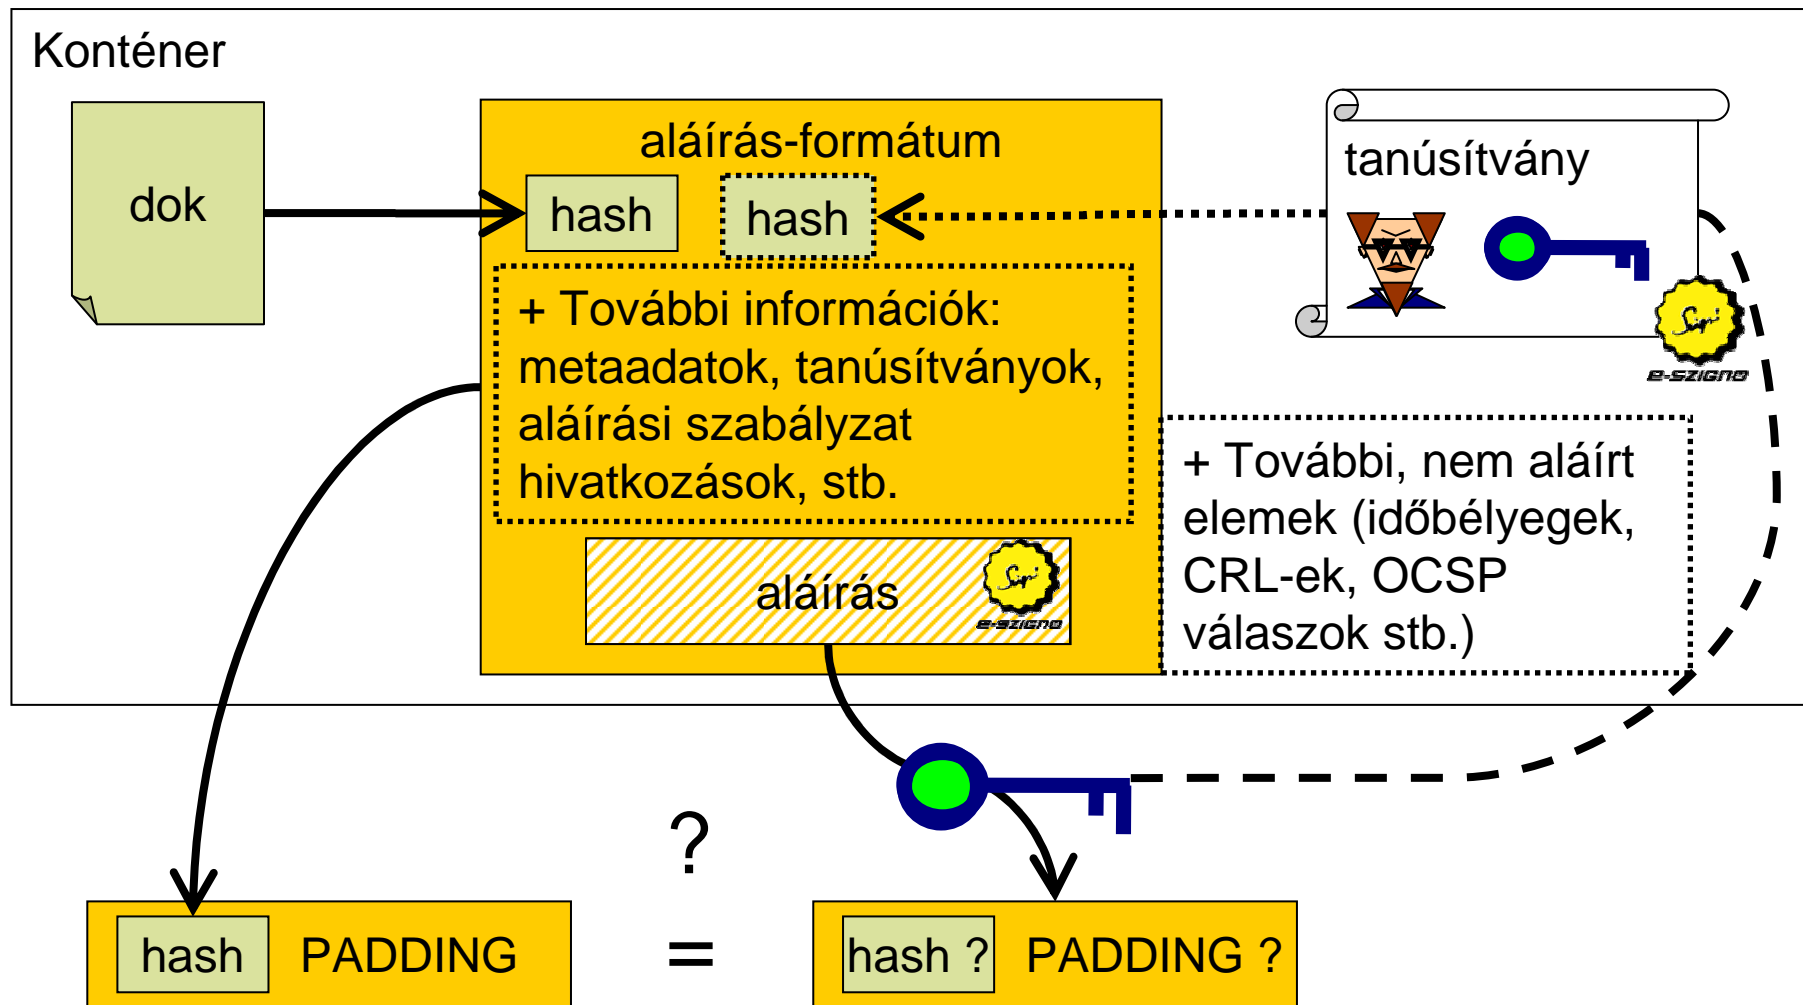 Konténer
dok
aláírás-formátum
hash
hash
+ További információk:
metaadatok, tanúsítványok,
aláírási szabályzat
hivatkozások, stb.
aláírás
e-szigno
tanúsítvány
e-szigno
+ További, nem aláírt
elemek (időbélyegek,
CRL-ek, OCSP
válaszok stb.)
?
=
hash PADDING
hash ? PADDING ?